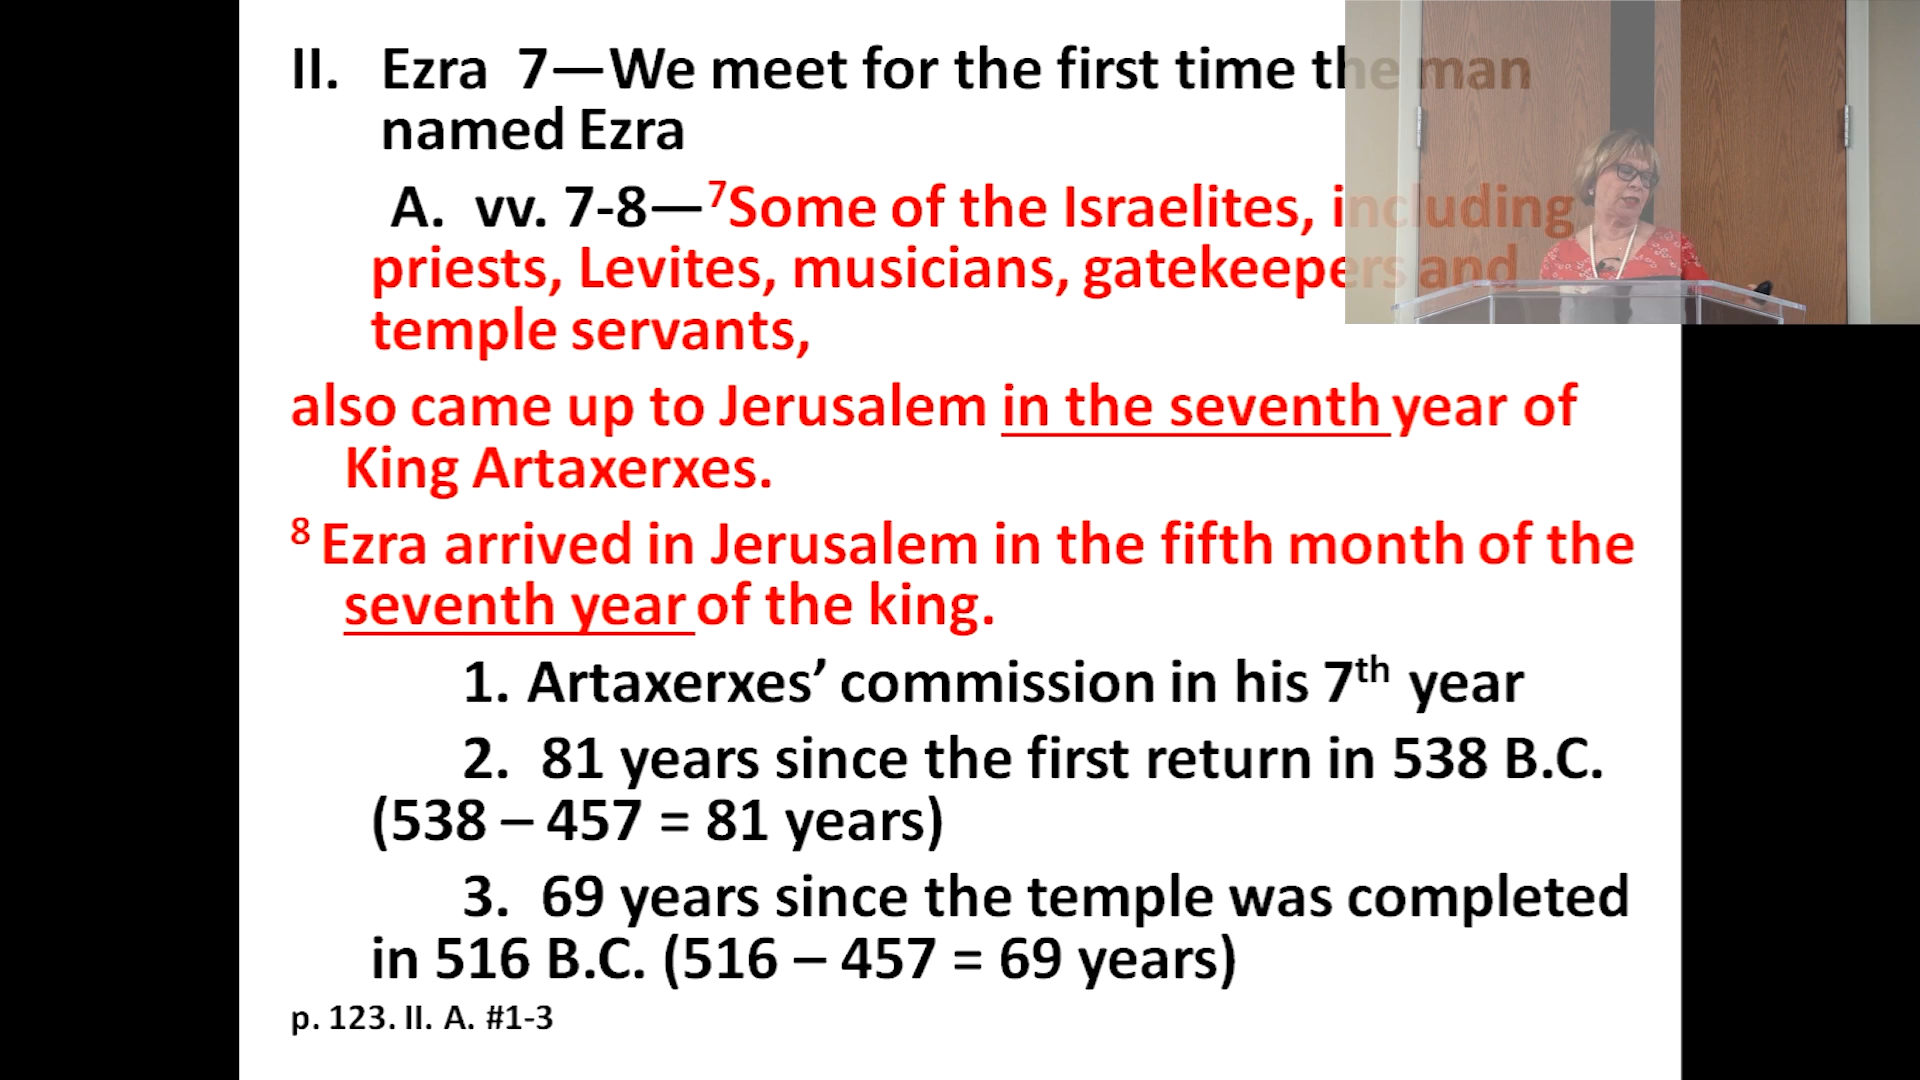 II. Ezra 7—We meet for the first time the man
named Ezra
A. vv. 7-8—⁷Some of the Israelites, including
priests, Levites, musicians, gatekeepers and
temple servants,
also came up to Jerusalem in the seventh year of
King Artaxerxes.
⁸ Ezra arrived in Jerusalem in the fifth month of the
seventh year of the king.
1. Artaxerxes’ commission in his 7th year
2. 81 years since the first return in 538 B.C.
(538 – 457 = 81 years)
3. 69 years since the temple was completed
in 516 B.C. (516 – 457 = 69 years)
p. 123. II. A. #1-3